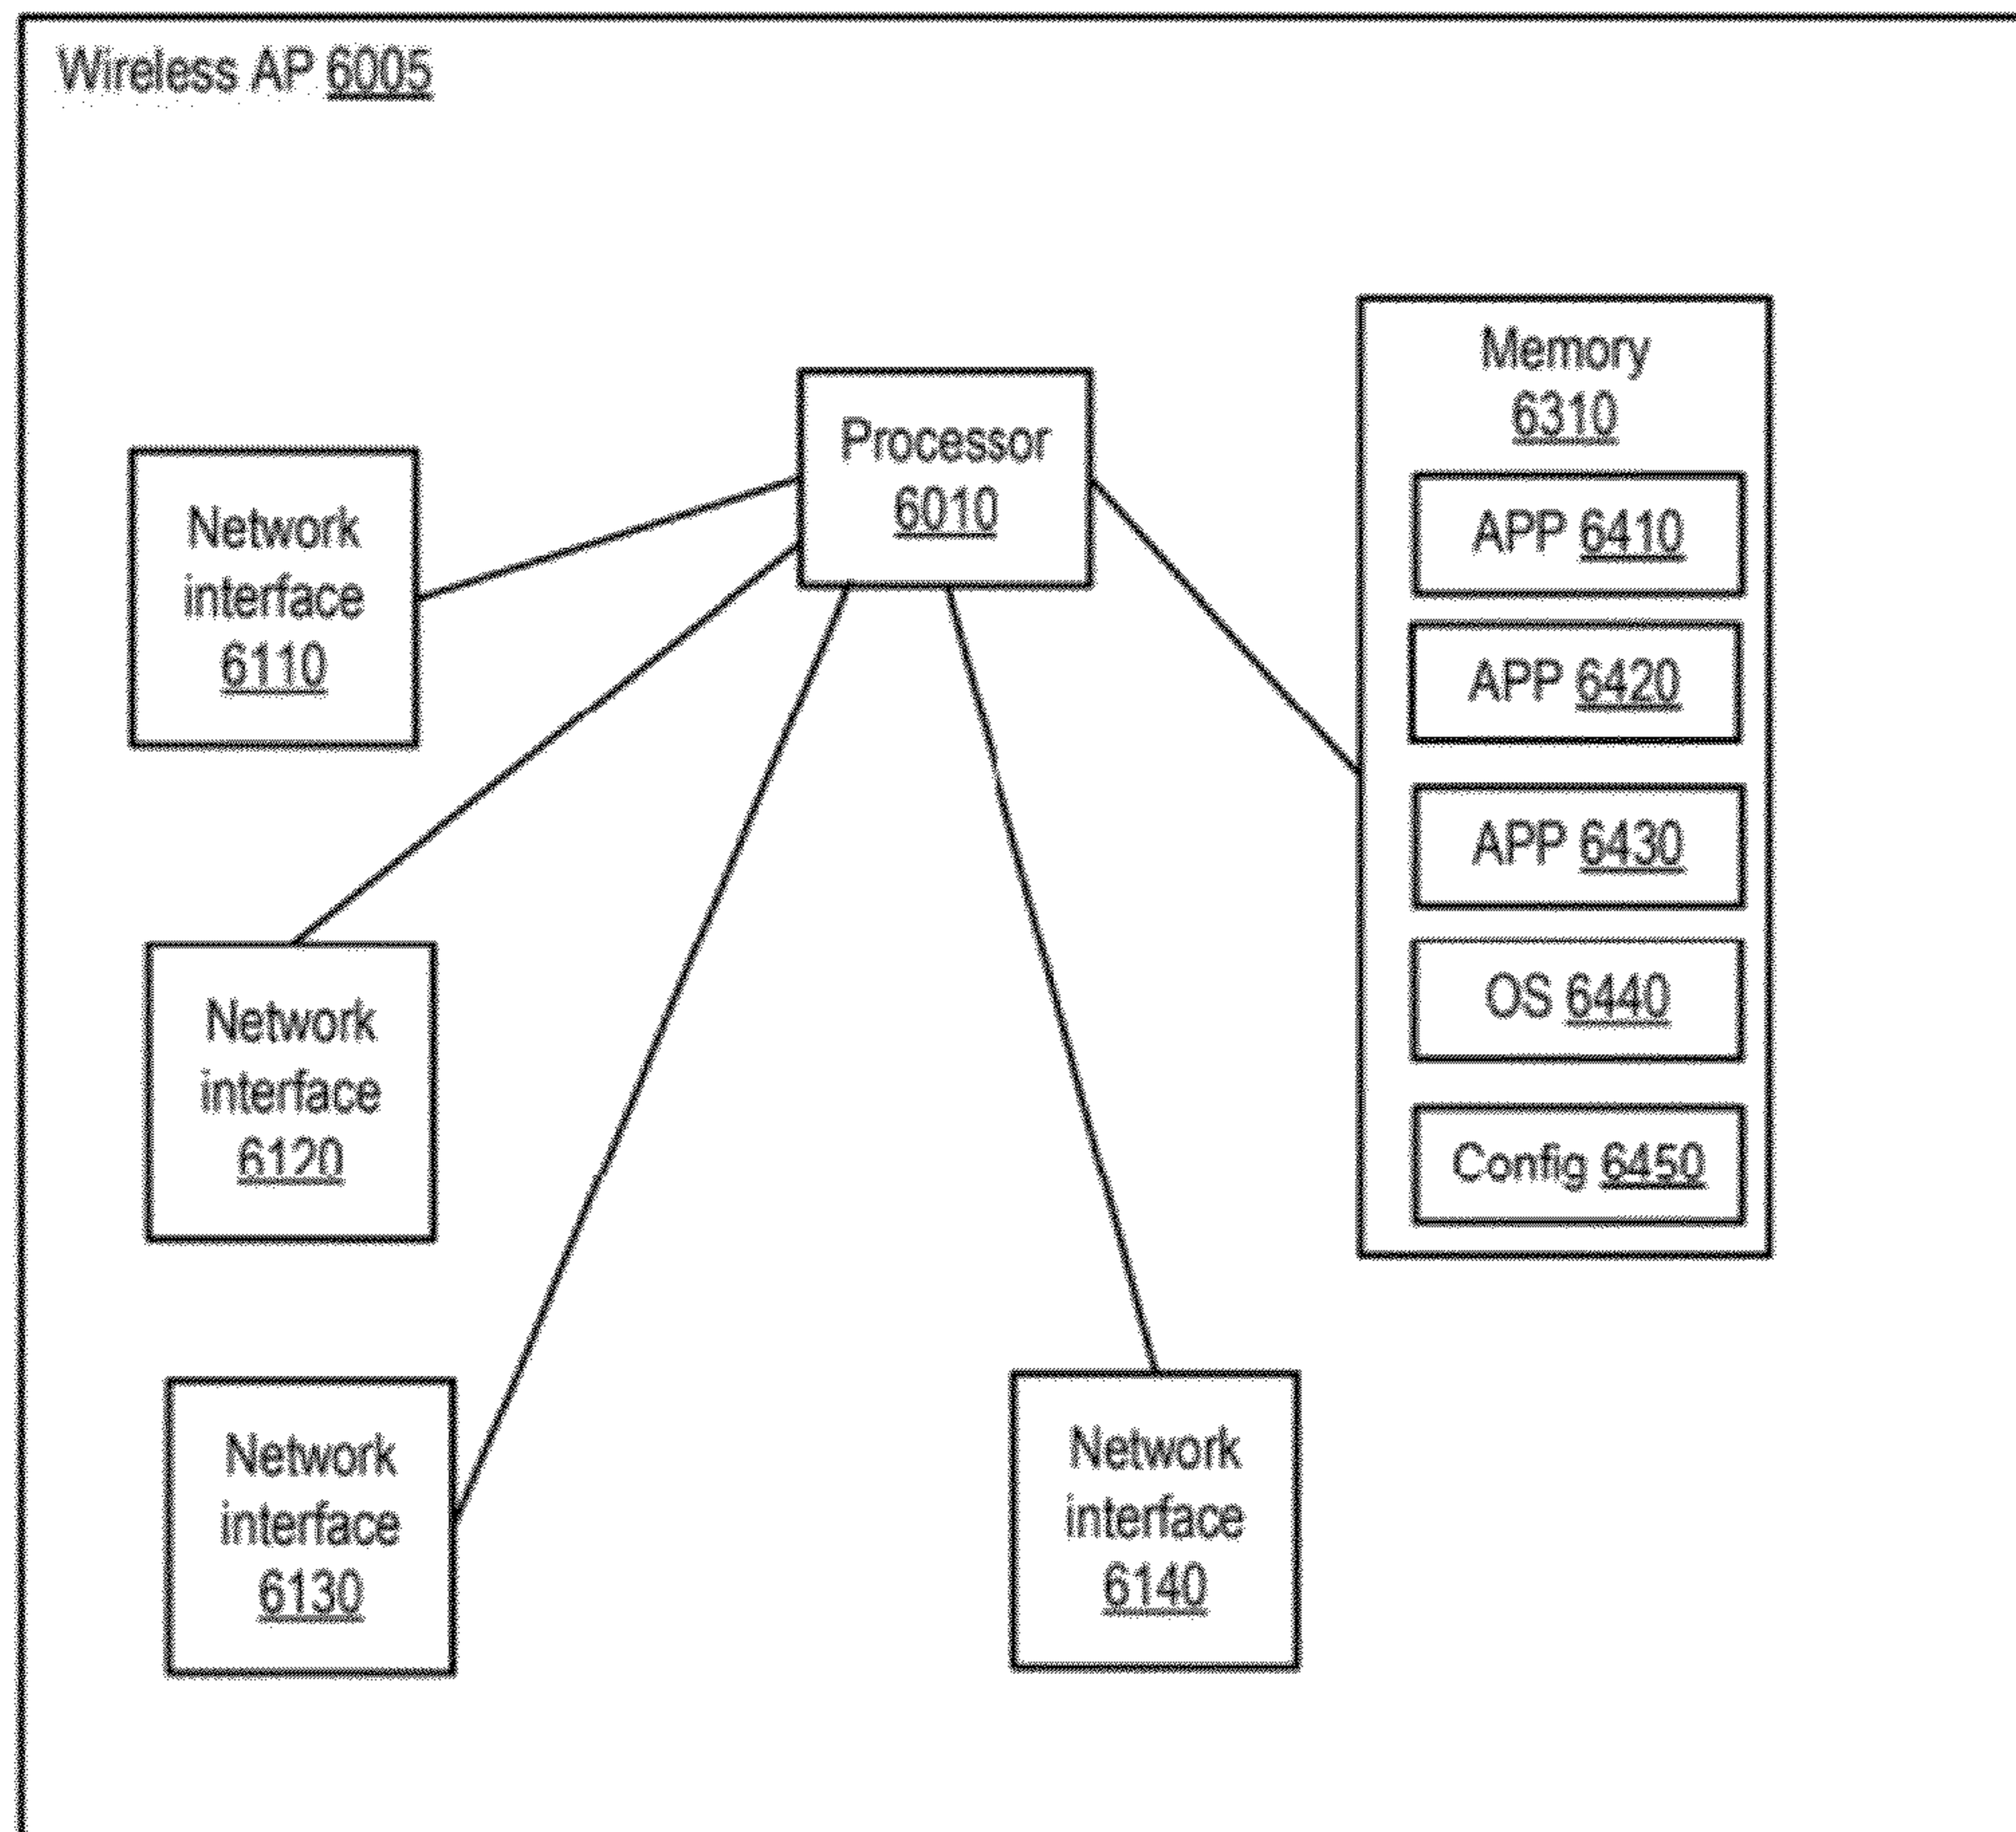 Wireless AP 6005
Processor
6010
Memory
6310
APP 6410
APP 6420
APP 6430
OS 6440
Config 6450
Network
interface
6110
Network
interface
6120
Network
interface
6130
Network
interface
6140